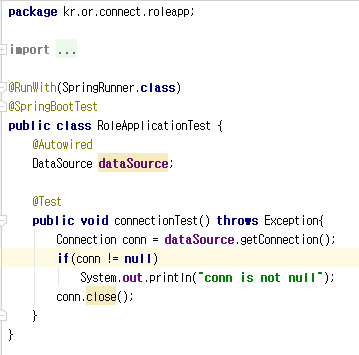 package kr.or.connect.roleapp;
import ...
@RunWith(SpringRunner.class)
@SpringBootTest
public class RoleApplicationTest {
@Autowired
DataSource dataSource;
@Test
public void connectionTest() throws Exception{
Connection conn = dataSource.getConnection();
if(conn != null)
System.out.println("conn is not null");
conn.close();
}
}